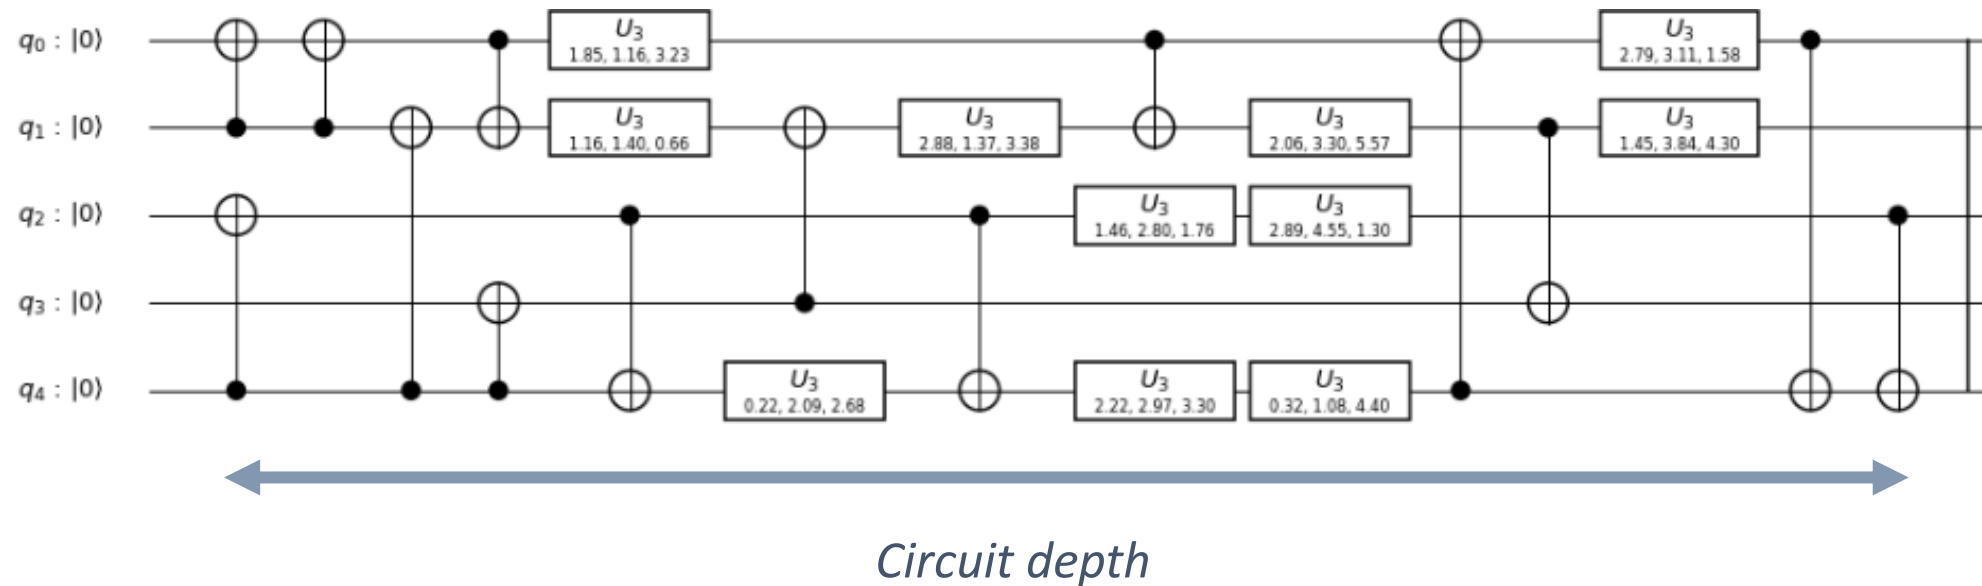 q0 : |0⟩
U3
1.85, 1.16, 3.23
U3
2.79, 3.11, 1.58
q1 : |0⟩
U3
1.16, 1.40, 0.66
U3
2.88, 1.37, 3.38
U3
2.06, 3.30, 5.57
U3
1.45, 3.84, 4.30
q2 : |0⟩
U3
1.46, 2.80, 1.76
U3
2.89, 4.55, 1.30
q3 : |0⟩
q4 : |0⟩
U3
0.22, 2.09, 2.68
U3
2.22, 2.97, 3.30
U3
0.32, 1.08, 4.40
Circuit depth